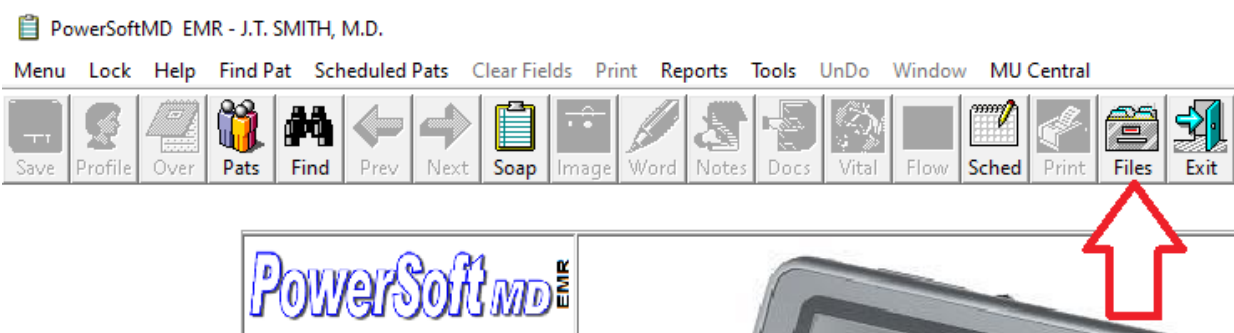 PowerSoftMD EMR - J.T. SMITH, M.D.
Menu Lock Help Find Pat Scheduled Pats Clear Fields Print Reports Tools UnDo Window MU Central
Save Profile Over Pats Find Prev Next Soap Image Word Notes Docs Vital Flow Sched Print Files Exit
PowerSoft MD EMR